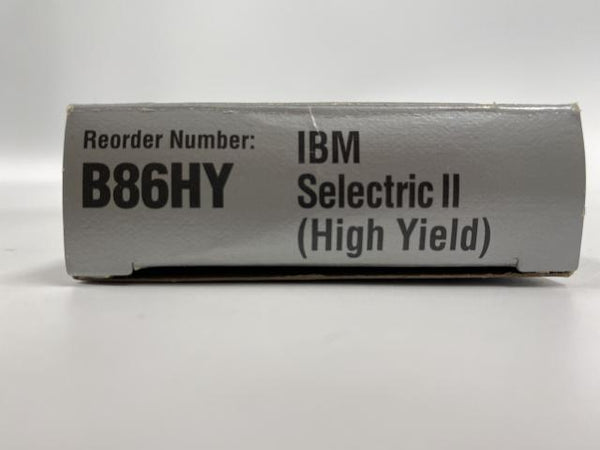 Reorder Number:
B86HY
IBM
Selectric II
(High Yield)